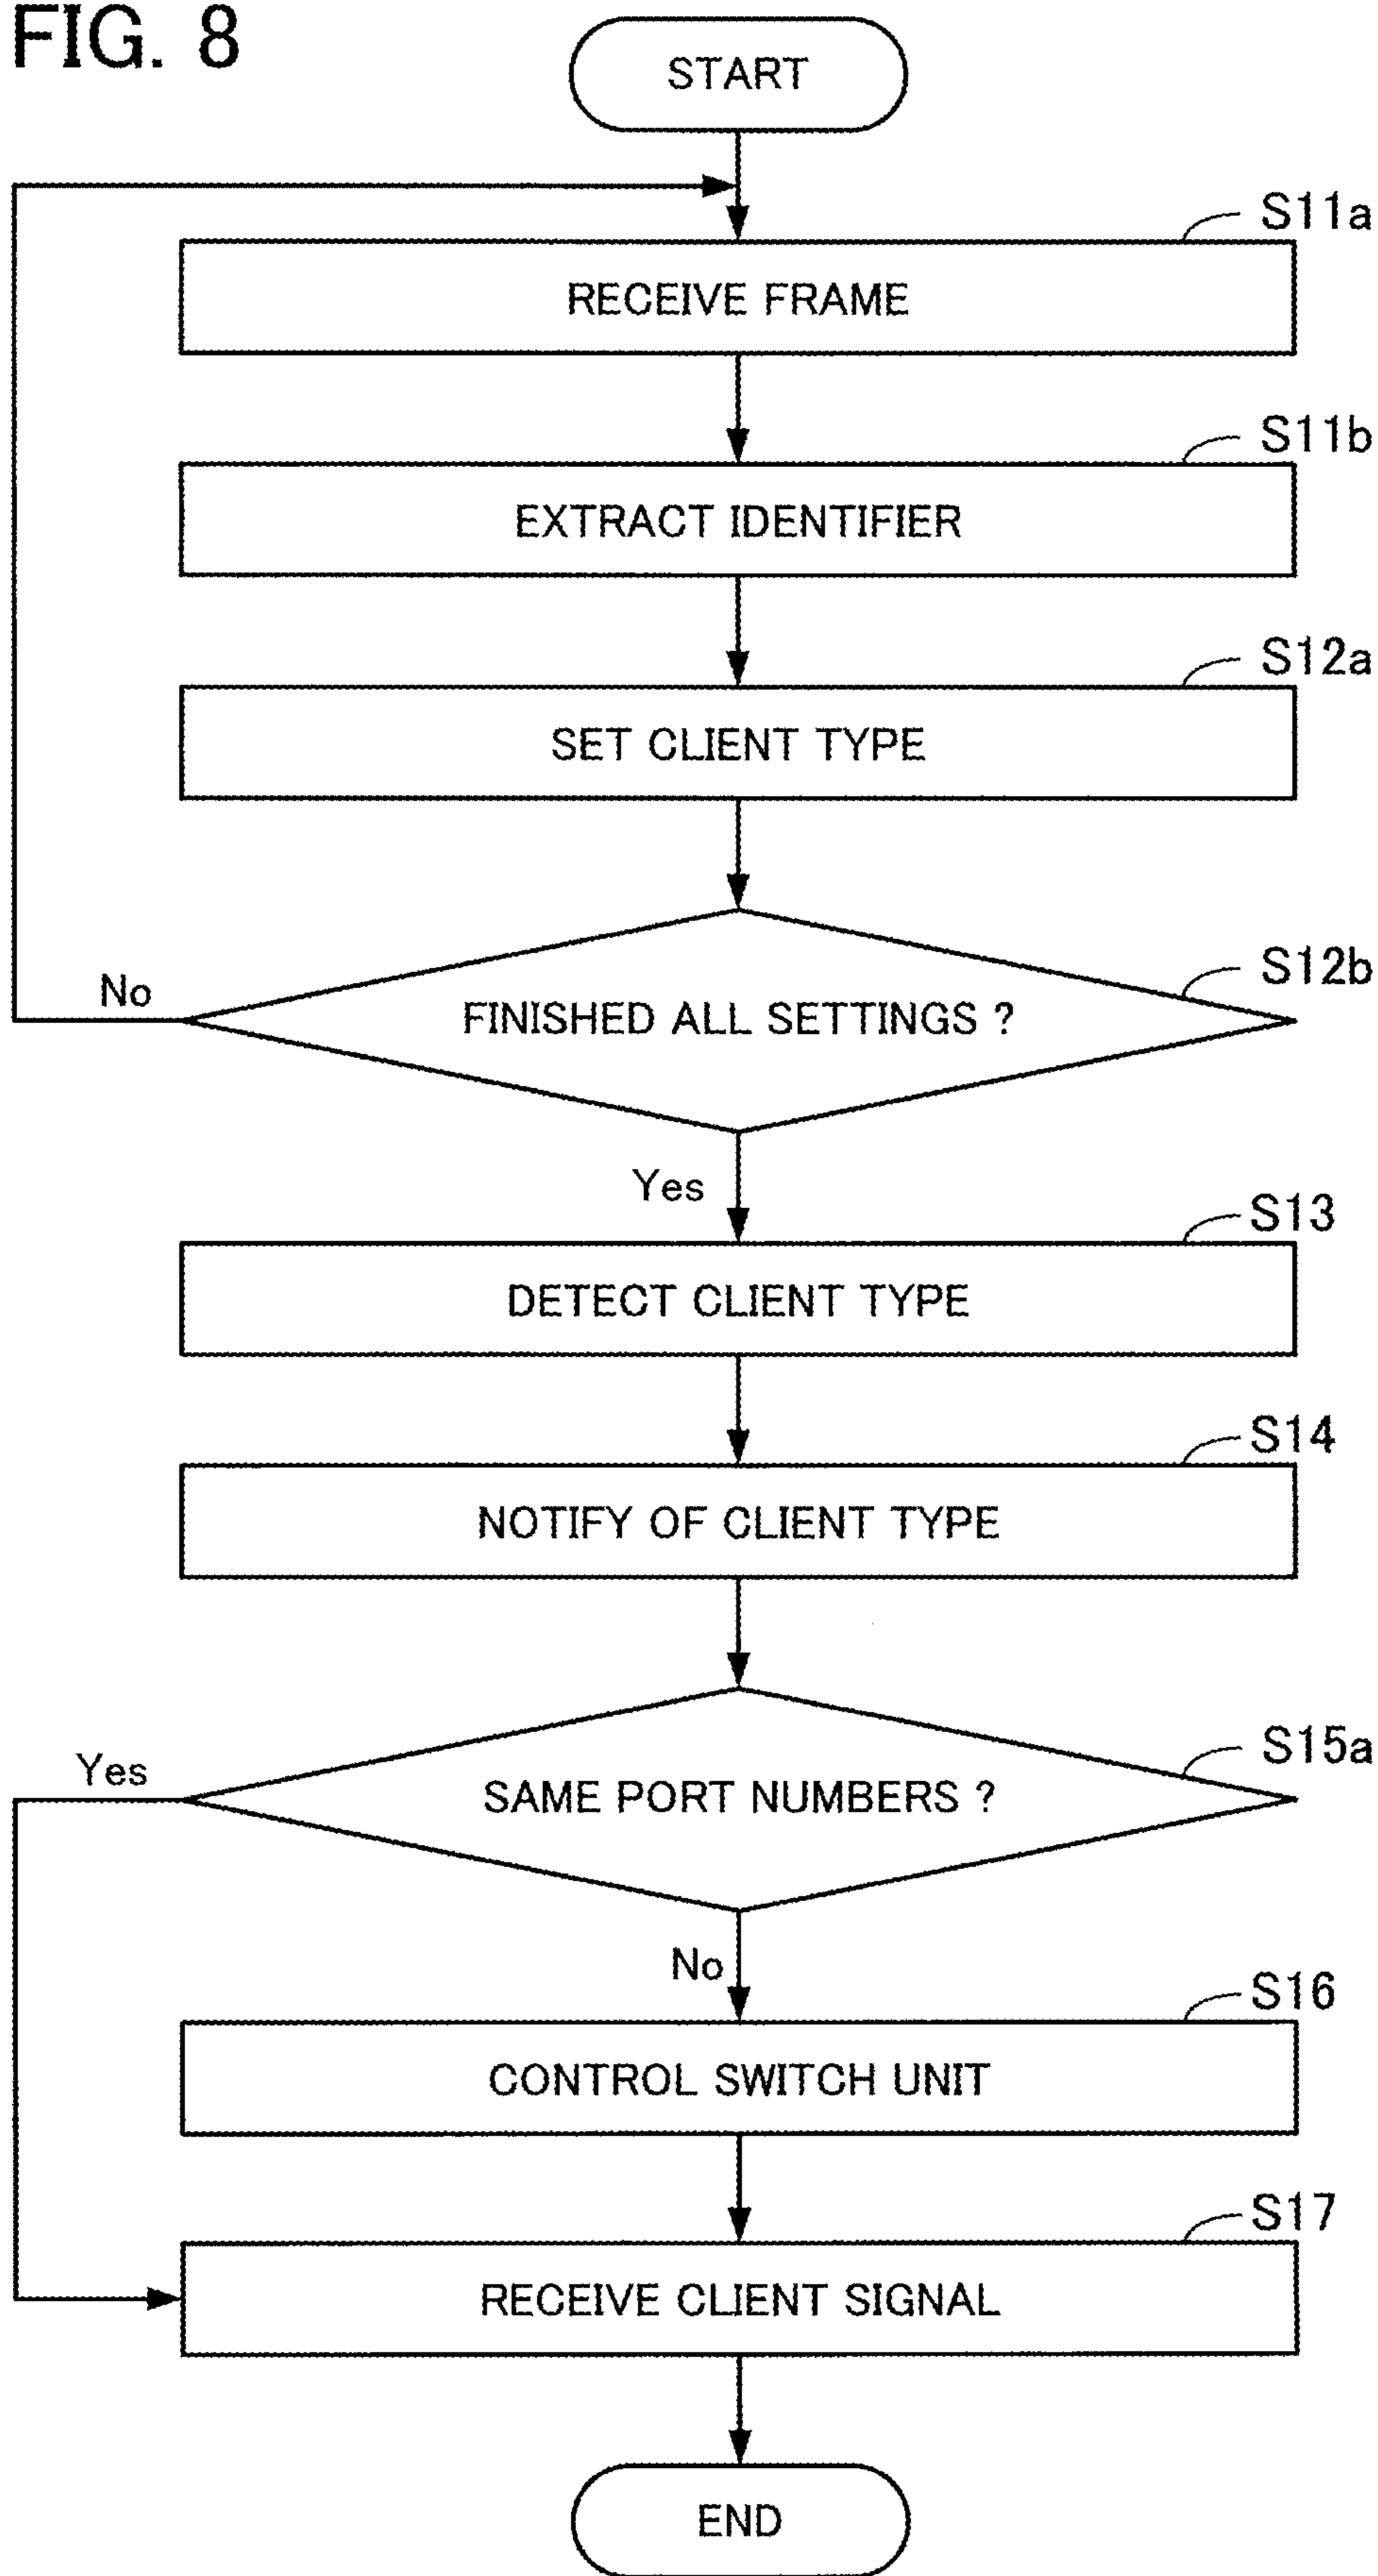 FIG. 8
START
S11a
RECEIVE FRAME
S11b
EXTRACT IDENTIFIER
S12a
SET CLIENT TYPE
S12b
No
FINISHED ALL SETTINGS ?
Yes
S13
DETECT CLIENT TYPE
S14
NOTIFY OF CLIENT TYPE
S15a
Yes
SAME PORT NUMBERS ?
No
S16
CONTROL SWITCH UNIT
S17
RECEIVE CLIENT SIGNAL
END